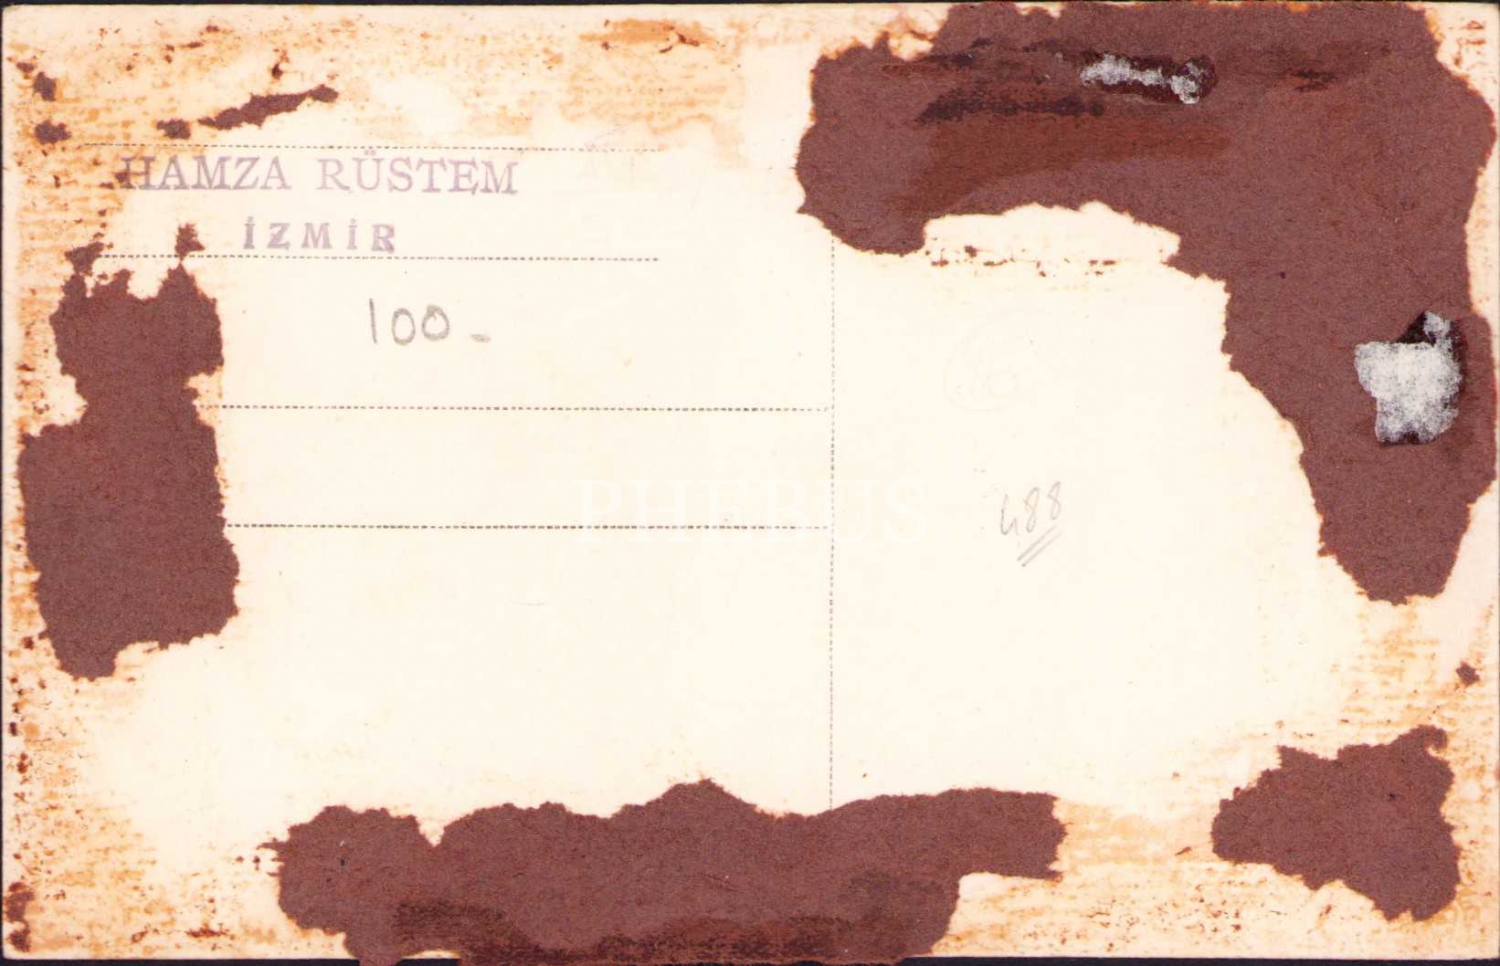 HAMZA RÜSTEM
İZMİR
100-
488
PHEBUS